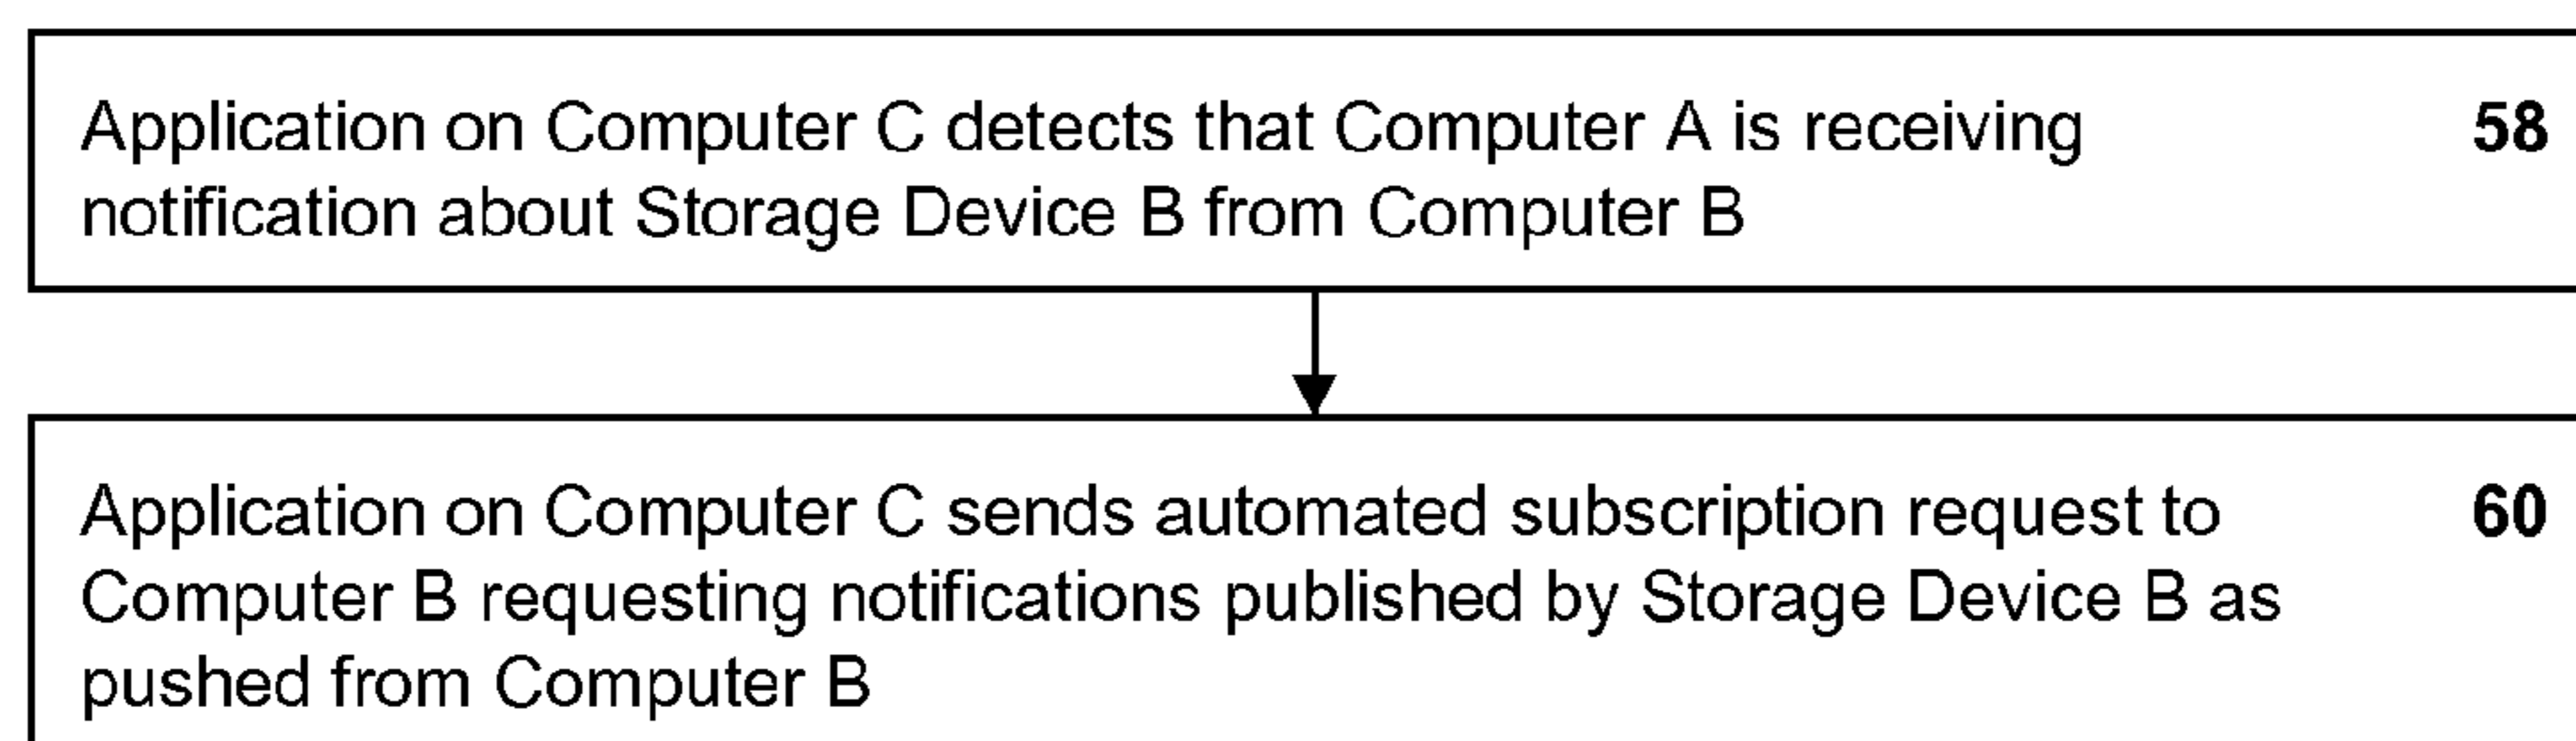 Application on Computer C detects that Computer A is receiving 58
notification about Storage Device B from Computer B
Application on Computer C sends automated subscription request to 60
Computer B requesting notifications published by Storage Device B as
pushed from Computer B